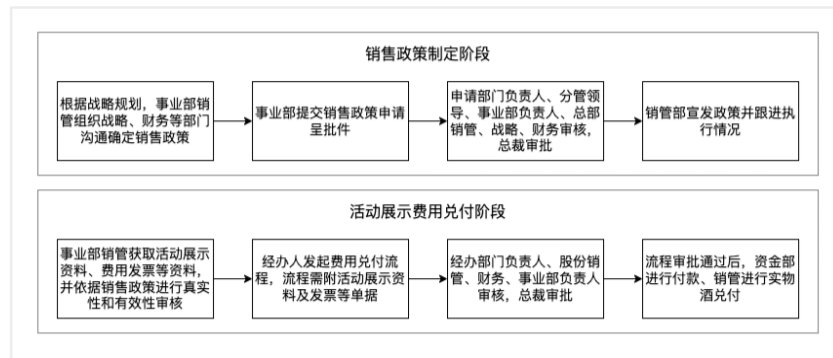 销售政策制定阶段
根据战略规划，事业部销
管组织战略、财务等部门
沟通确定销售政策
事业部提交销售政策申请
呈批件
申请部门负责人、分管领
导、事业部负责人、总部
销管、战略、财务审核，
总裁审批
销管部宣发政策并跟进执
行情况
活动展示费用兑付阶段
事业部销管获取活动展示
资料、费用发票等资料，
并依据销售政策进行真实
性和有效性审核
经办人发起费用兑付流
程，流程需附活动展示资
料及发票等单据
经办部门负责人、股份销
管、财务、事业部负责人
审核，总裁审批
流程审批通过后，资金部
进行付款、销管进行实物
酒兑付